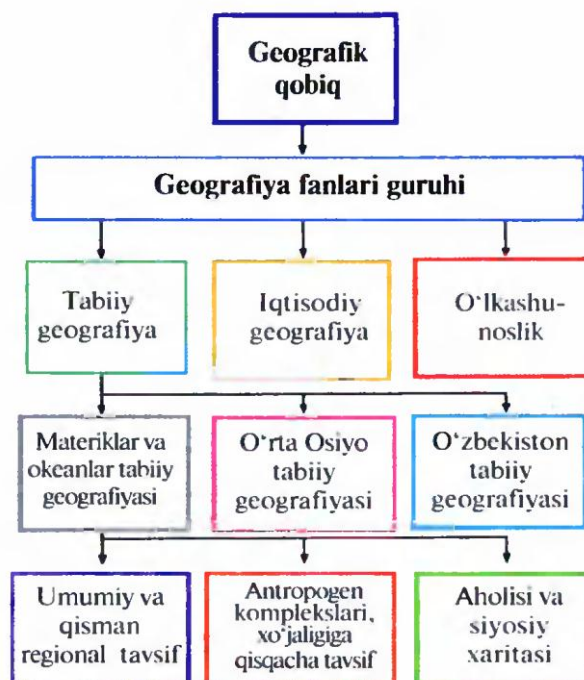 Geografik
qobiq
Geografiya fanlari guruhi
Tabiiy
geografiya
Iqtisodiy
geografiya
O‘lkashu-
noslik
Materiklar va
okeanlar tabiiy
geografiyasi
O‘rta Osiyo
tabiiy
geografiyasi
O‘zbekiston
tabiiy
geografiyasi
Umumiy va
qisman
regional tavsif
Antropogen
komplekslari,
xo‘jaligiga
qisqacha tavsif
Aholisi va
siyosiy
xaritasi